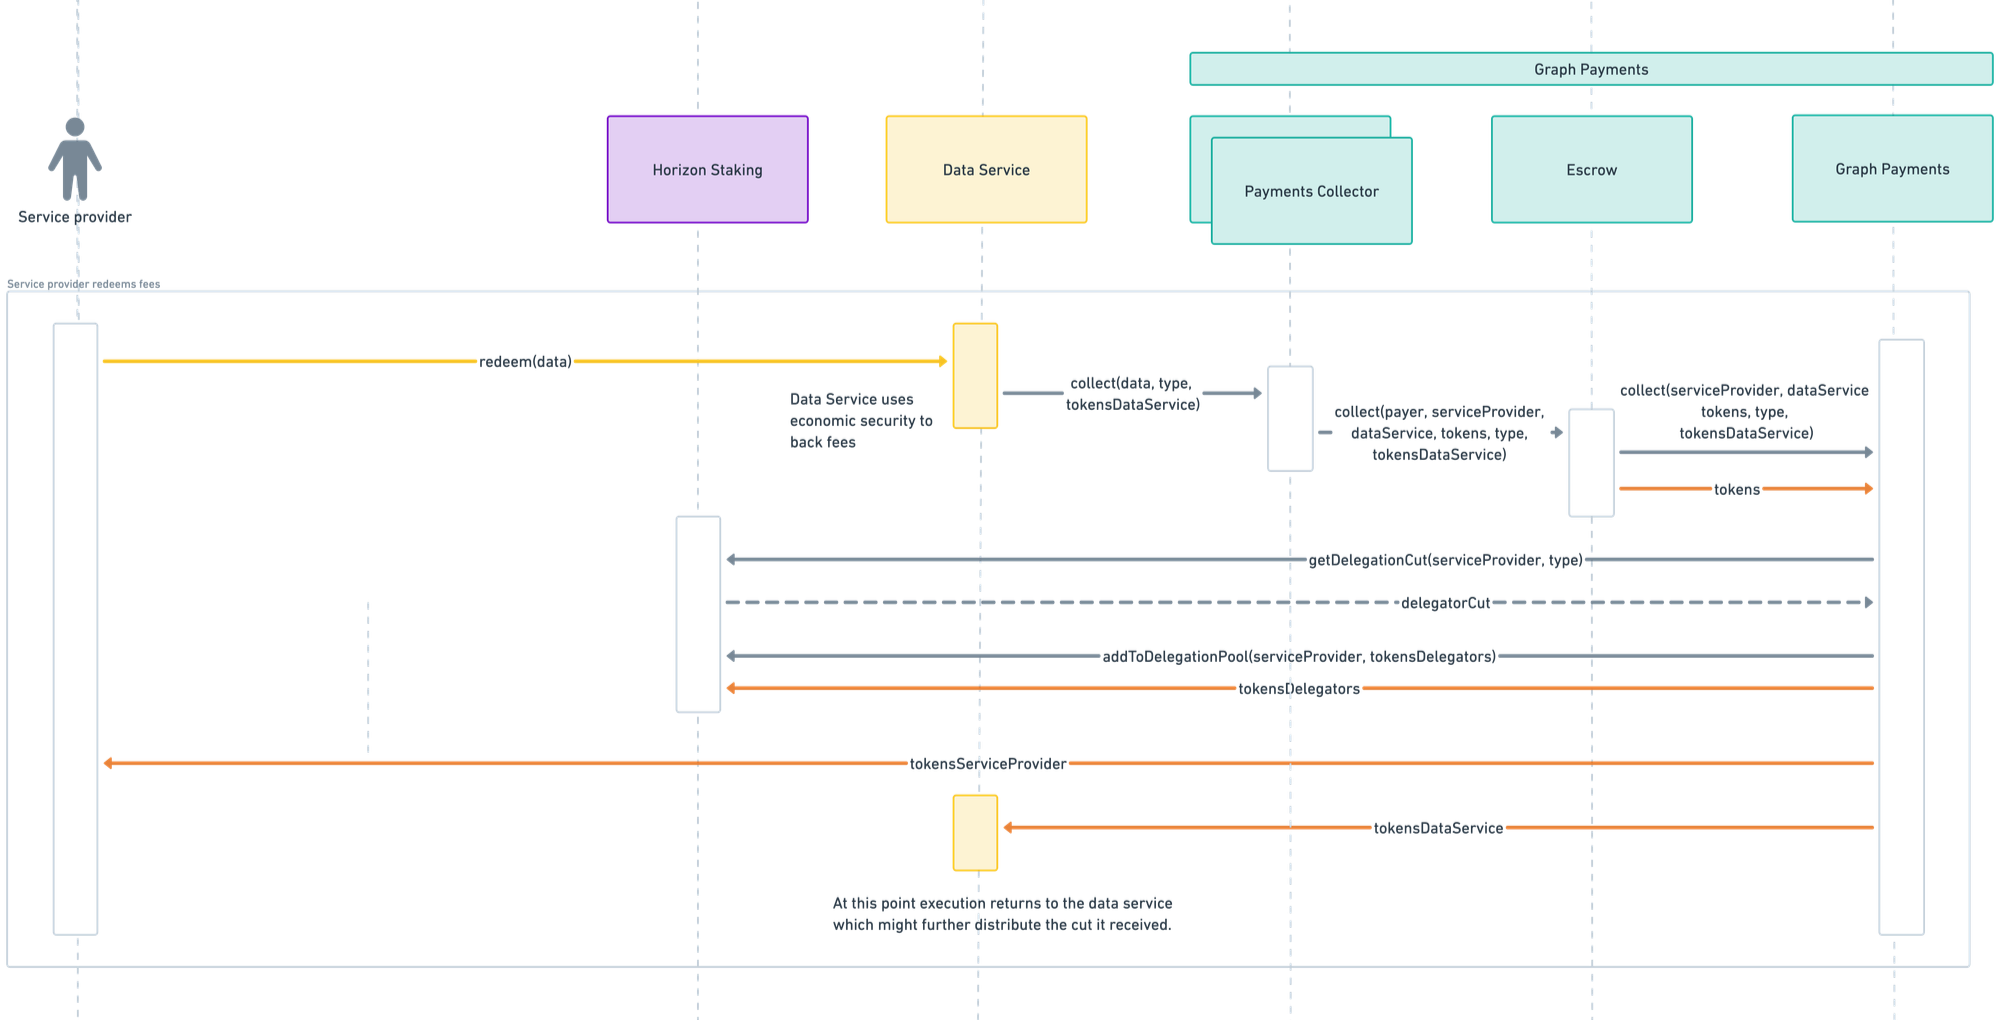 Graph Payments
Service provider
Horizon Staking
Data Service
Payments Collector
Escrow
Graph Payments
Service provider redeems fees
redeem(data)
Data Service uses
economic security to
back fees
collect(data, type,
tokensDataService)
collect(payer, serviceProvider,
dataService, tokens, type,
tokensDataService)
collect(serviceProvider, dataService
tokens, type,
tokensDataService)
tokens
getDelegationCut(serviceProvider, type)
delegatorCut
addToDelegationPool(serviceProvider, tokensDelegators)
tokensDelegators
tokensServiceProvider
tokensDataService
At this point execution returns to the data service
which might further distribute the cut it received.